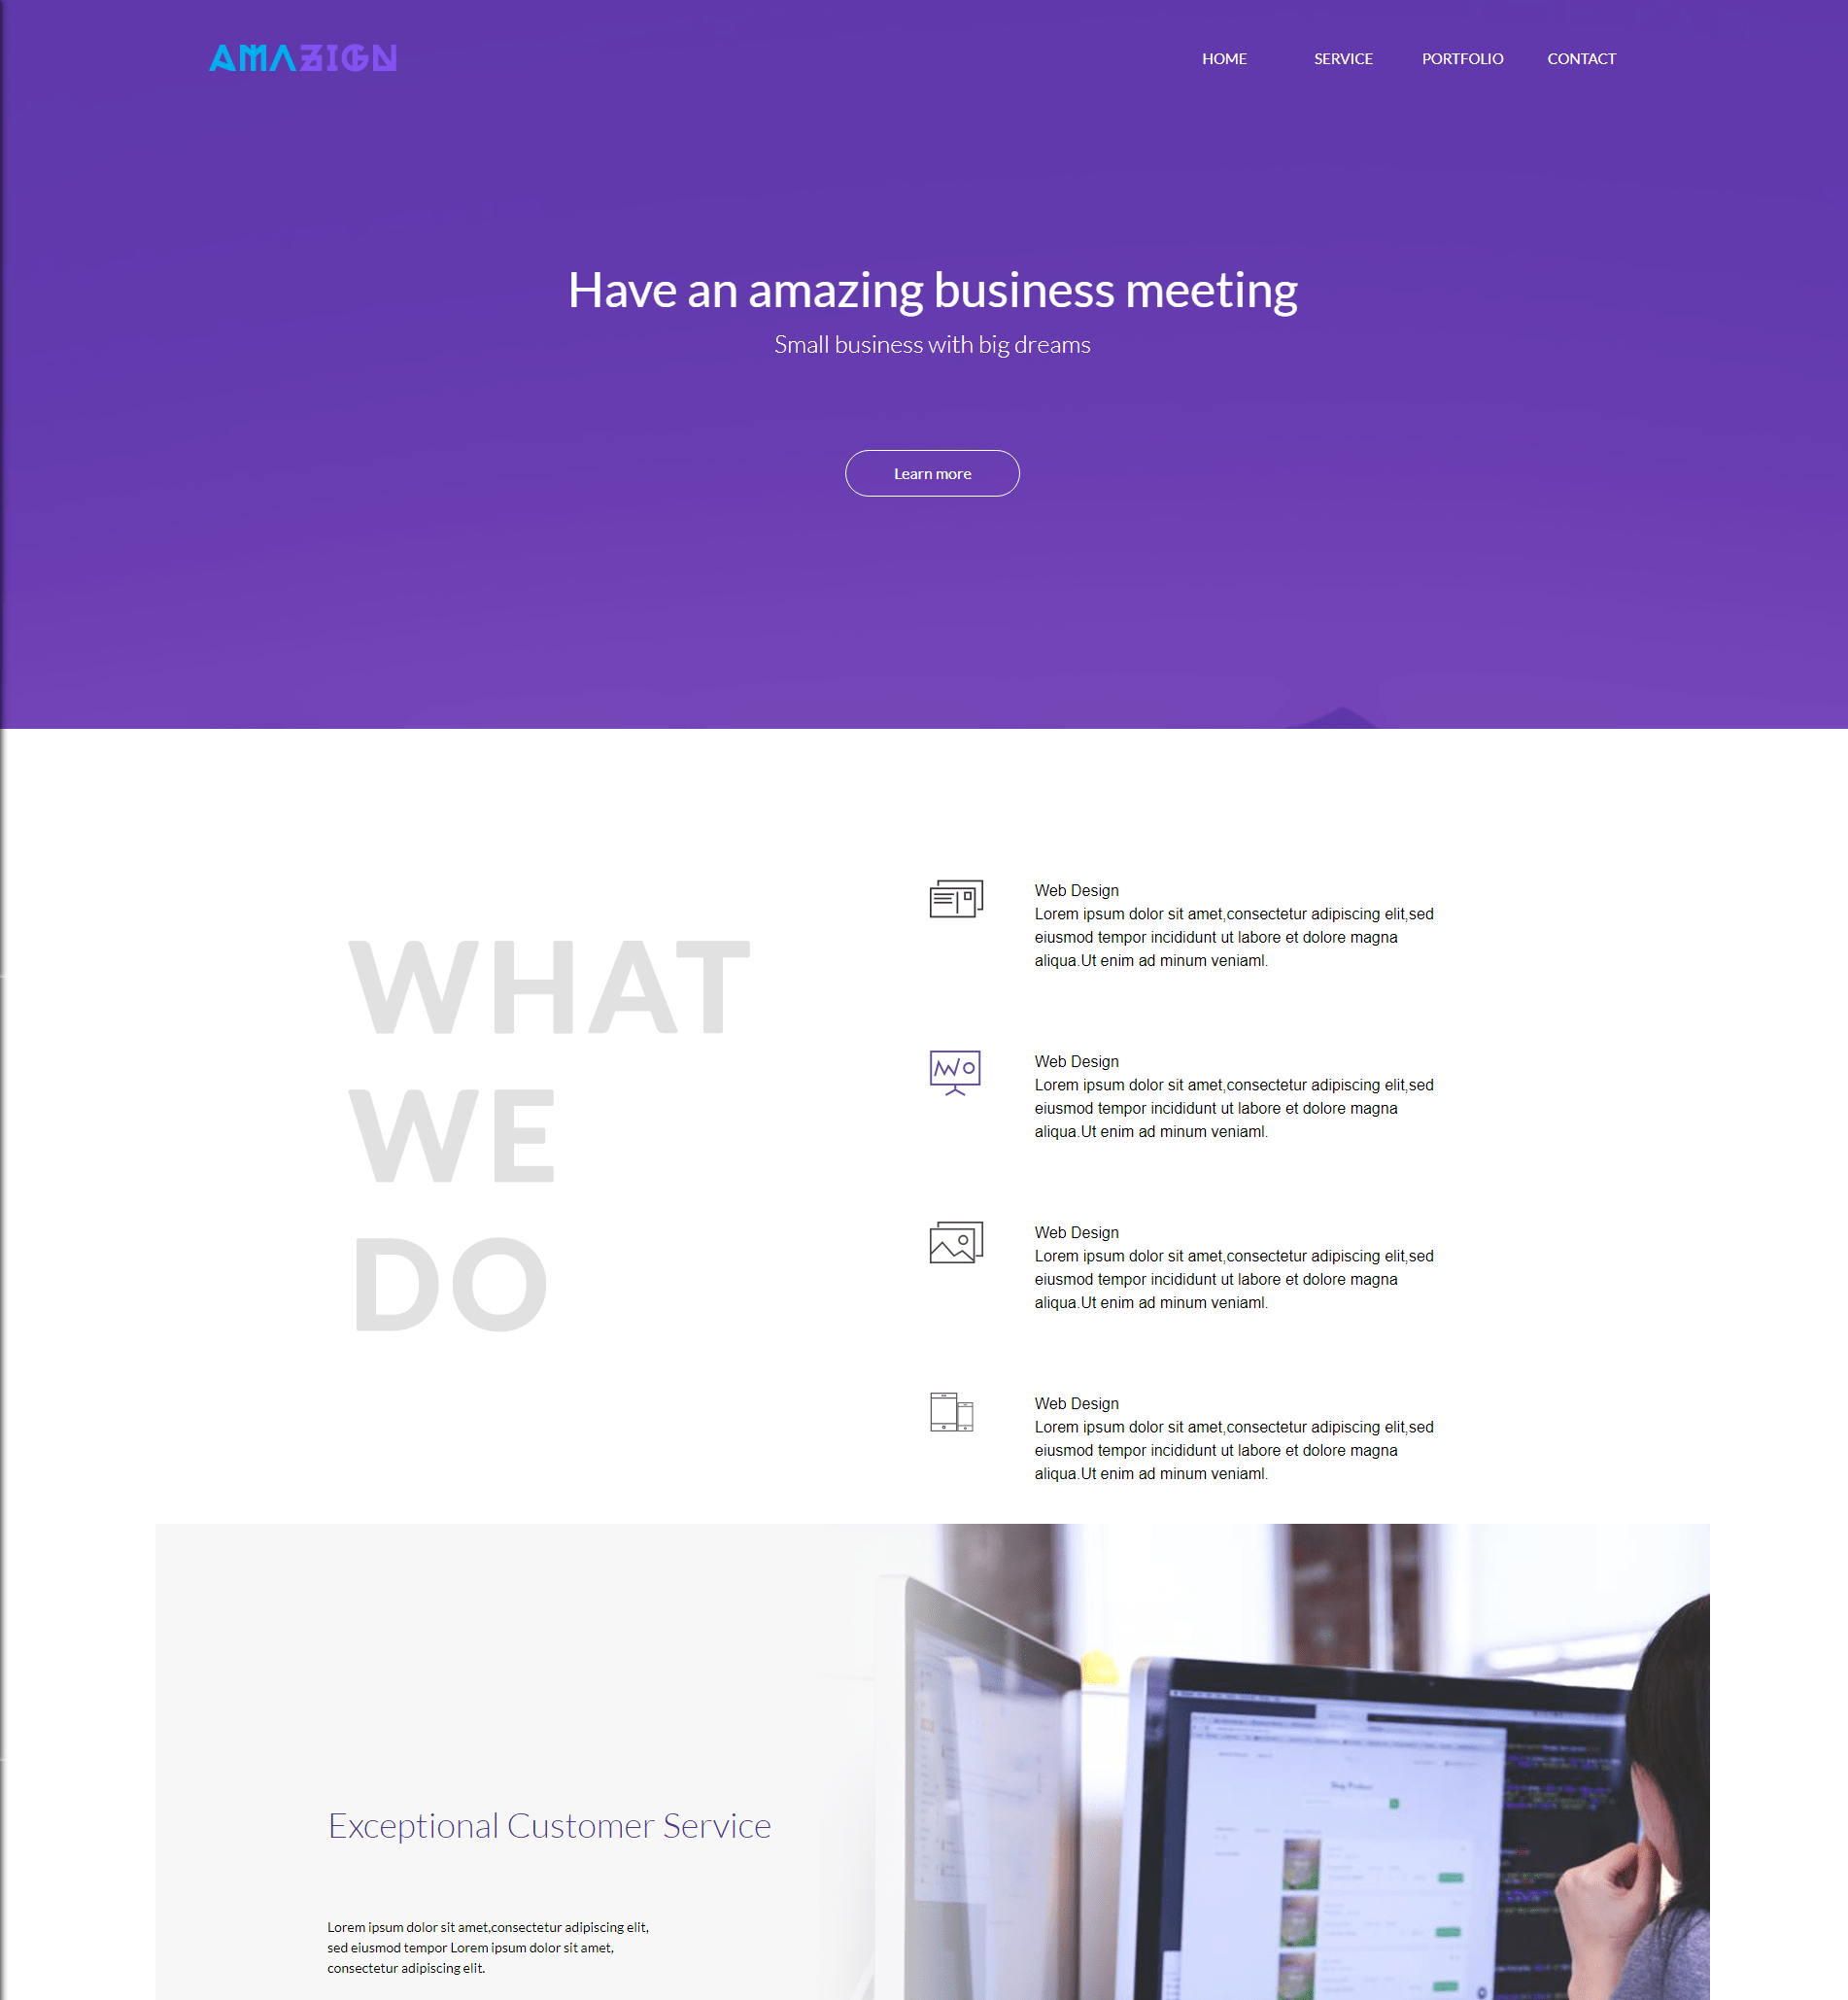 AMAZIGN
HOME SERVICE PORTFOLIO CONTACT
Have an amazing business meeting
Small business with big dreams
Learn more
WHAT
WE
DO
Web Design
Lorem ipsum dolor sit amet,consectetur adipiscing elit,sed
eiusmod tempor incididunt ut labore et dolore magna
aliqua.Ut enim ad minum veniaml.
Web Design
Lorem ipsum dolor sit amet,consectetur adipiscing elit,sed
eiusmod tempor incididunt ut labore et dolore magna
aliqua.Ut enim ad minum veniaml.
Web Design
Lorem ipsum dolor sit amet,consectetur adipiscing elit,sed
eiusmod tempor incididunt ut labore et dolore magna
aliqua.Ut enim ad minum veniaml.
Web Design
Lorem ipsum dolor sit amet,consectetur adipiscing elit,sed
eiusmod tempor incididunt ut labore et dolore magna
aliqua.Ut enim ad minum veniaml.
Exceptional Customer Service
Lorem ipsum dolor sit amet,consectetur adipiscing elit,
sed eiusmod tempor Lorem ipsum dolor sit amet,
consectetur adipiscing elit.